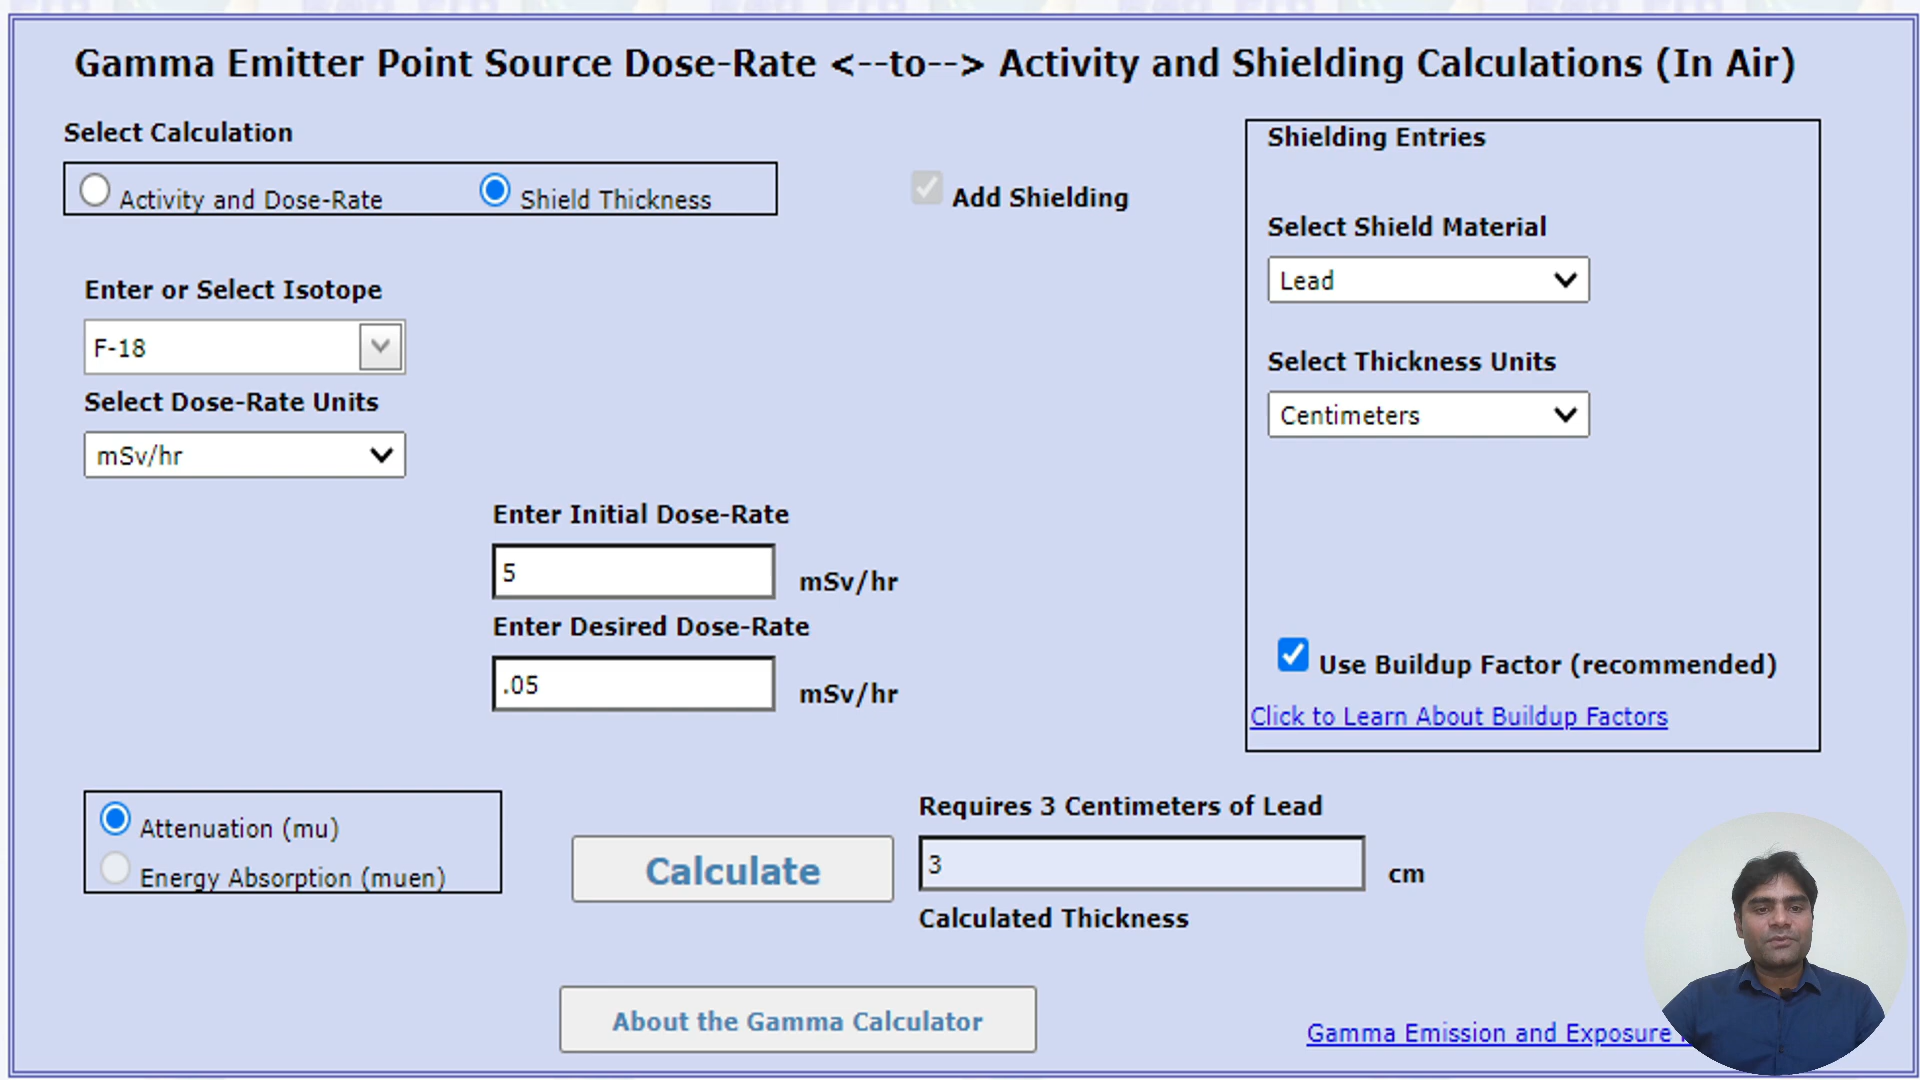 Gamma Emitter Point Source Dose-Rate <--to--> Activity and Shielding Calculations (In Air)
Select Calculation
Activity and Dose-Rate
Shield Thickness
Add Shielding
Enter or Select Isotope
F-18
Select Dose-Rate Units
mSv/hr
Enter Initial Dose-Rate
5
mSv/hr
Enter Desired Dose-Rate
.05
mSv/hr
Shielding Entries
Select Shield Material
Lead
Select Thickness Units
Centimeters
Use Buildup Factor (recommended)
Click to Learn About Buildup Factors
Attenuation (mu)
Energy Absorption (muen)
Calculate
Requires 3 Centimeters of Lead
3
cm
Calculated Thickness
About the Gamma Calculator
Gamma Emission and Exposure